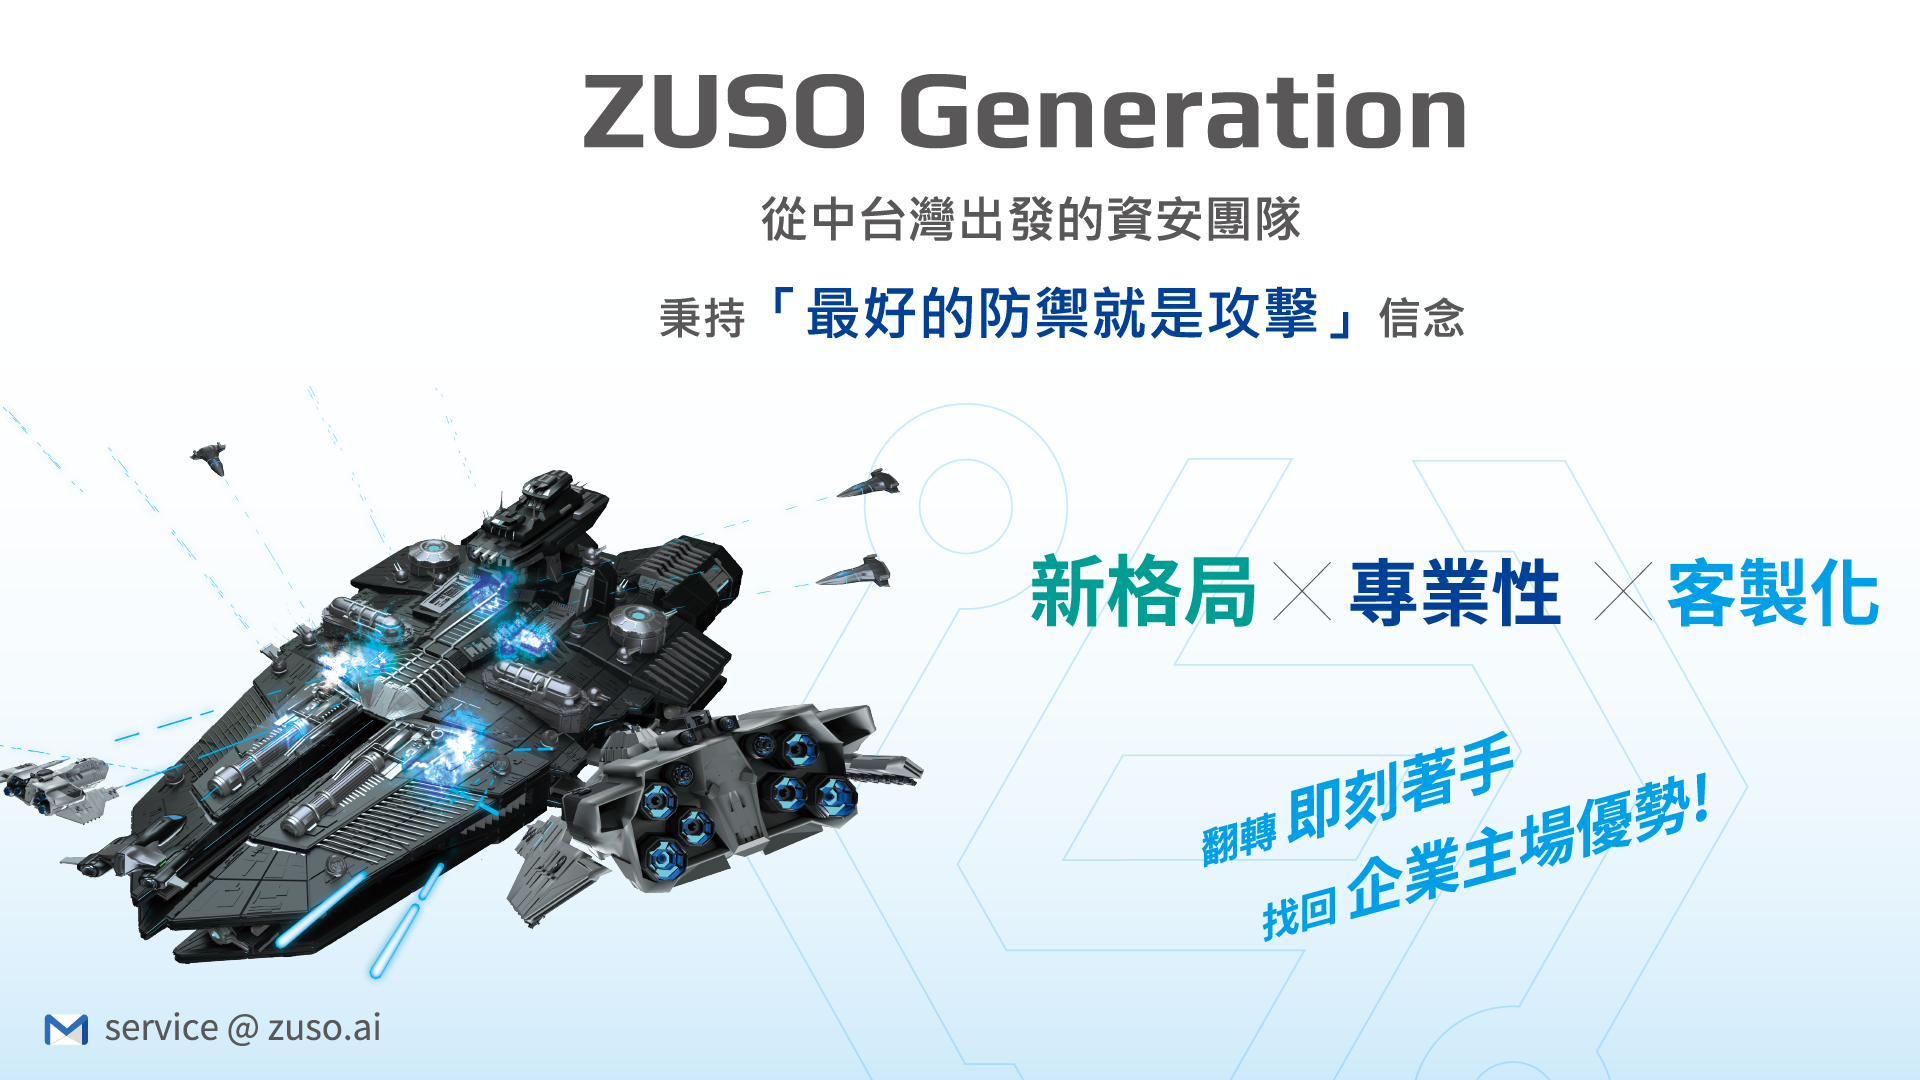 ZUSO Generation
從中台灣出發的資安團隊
秉持「最好的防禦就是攻擊」信念
新格局╳專業性╳客製化
翻轉 即刻著手
找回 企業主場優勢!
service @ zuso.ai